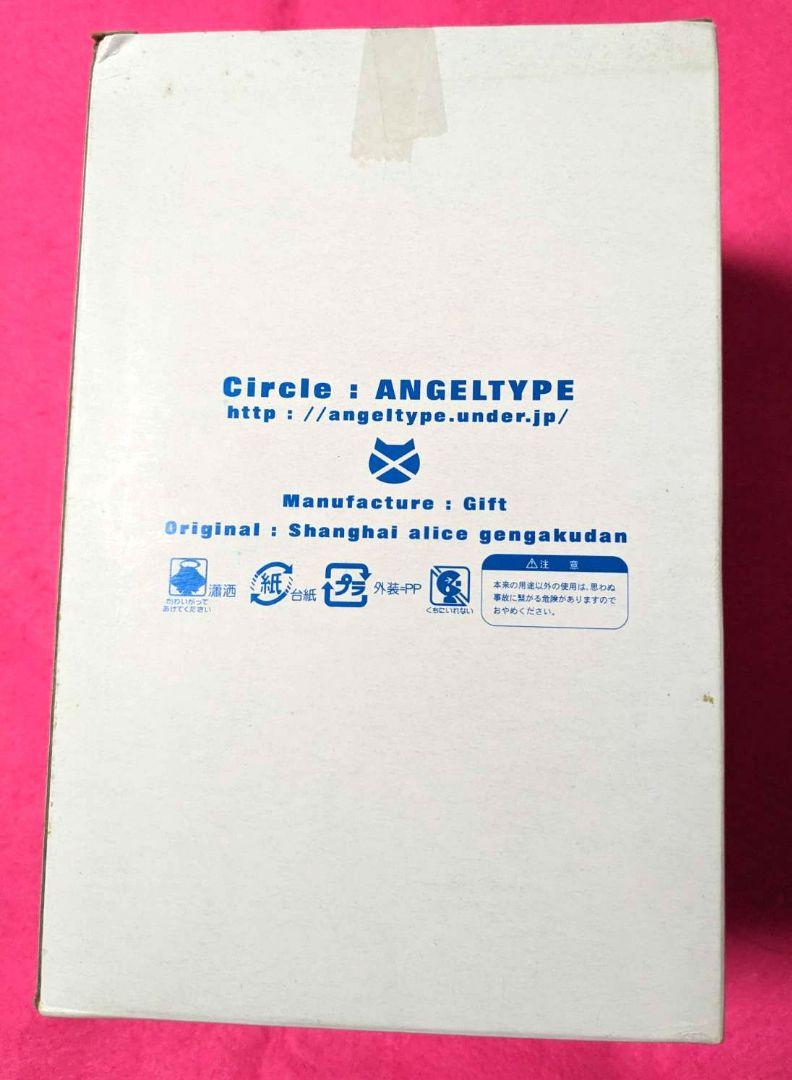 Circle : ANGELTYPE
http : //angeltype.under.jp/
Manufacture : Gift
Original : Shanghai alice gengakudan
瀟洒
かわいがって
あげてください
紙
台紙
プラ
外装=PP
くちにいれない
⚠注 意
本来の用途以外の使用は、思わぬ
事故に繋がる危険がありますので
おやめください。